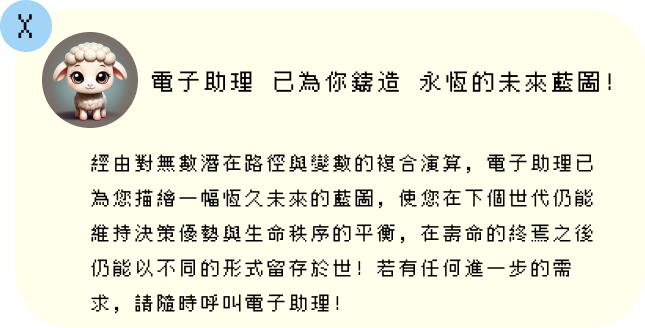 X
電子助理 已為你鑄造 永恆的未來藍圖!
經由對無數潛在路徑與變數的複合演算，電子助理已
為您描繪一幅恆久未來的藍圖，使您在下個世代仍能
維持決策優勢與生命秩序的平衡，在壽命的終焉之後
仍能以不同的形式留存於世! 若有任何進一步的需
求，請隨時呼叫電子助理!